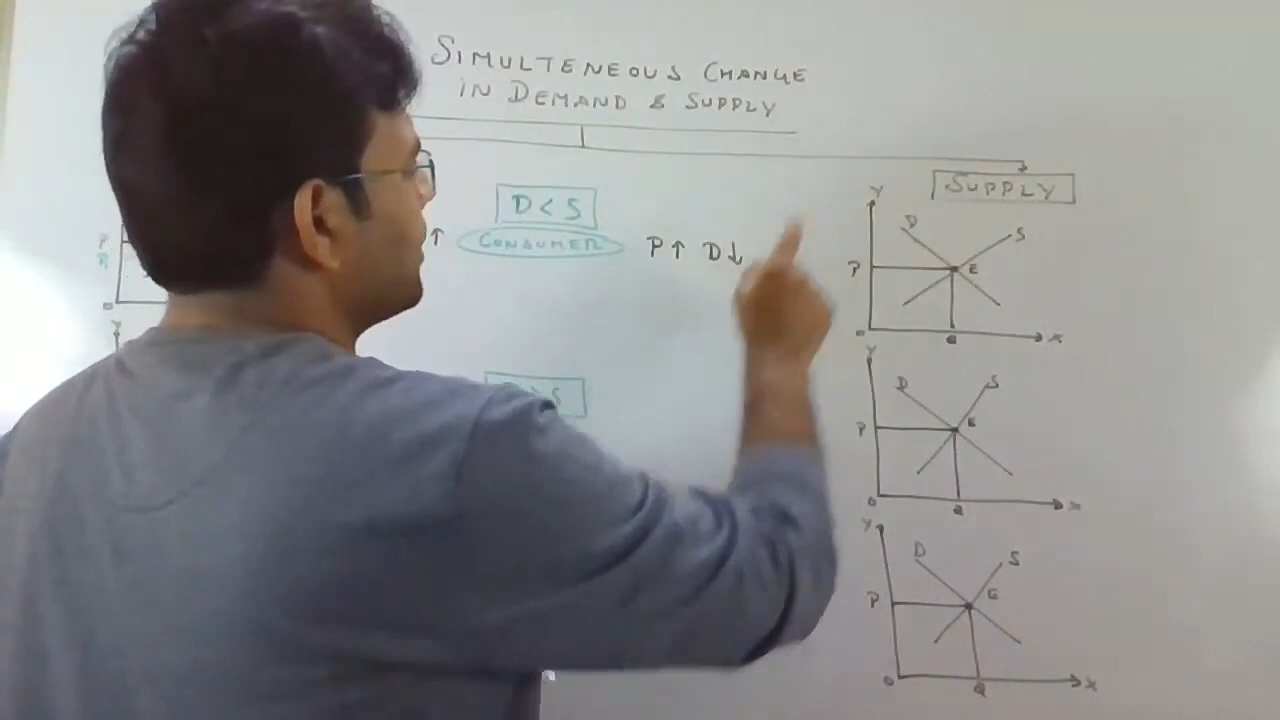 SIMULTENEOUS CHANGE
IN DEMAND & SUPPLY
SUPPLY
D < S
↑ CONSUMER P↑ D↓
P
R
O
Y
S
Y
D
S
P
E
O
Q
X
Y
D
S
P
E
O
Q
X
Y
D
S
P
E
O
Q
X